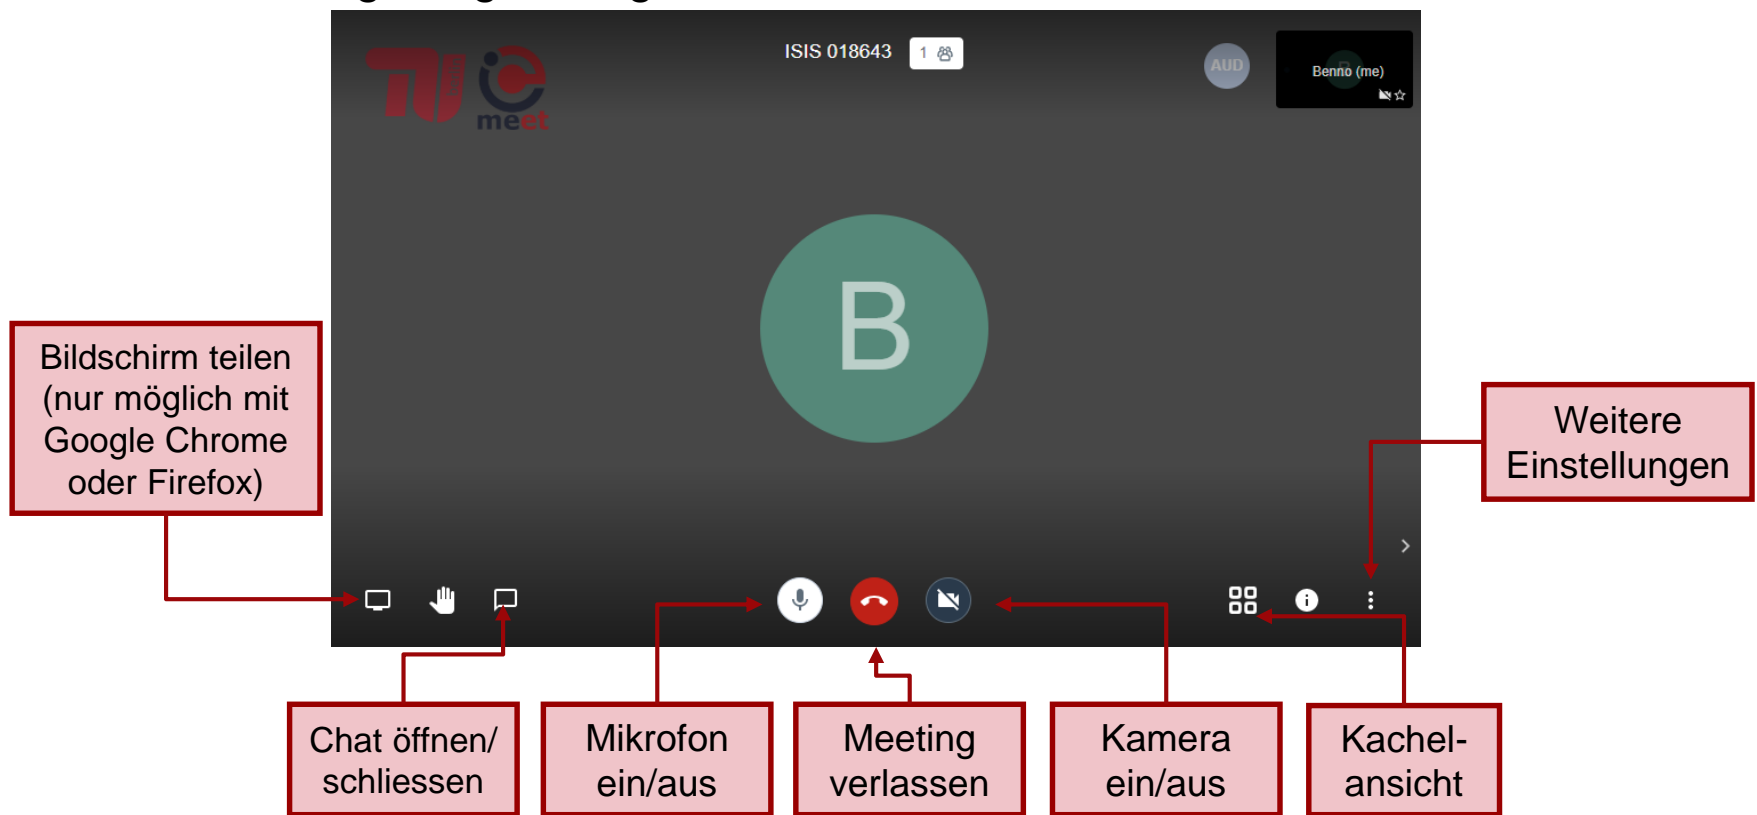 ISIS 018643 1
AUD
Benno (me)
TU
meet
B
Bildschirm teilen
(nur möglich mit
Google Chrome
oder Firefox)
Weitere
Einstellungen
Chat öffnen/
schliessen
Mikrofon
ein/aus
Meeting
verlassen
Kamera
ein/aus
Kachel-
ansicht